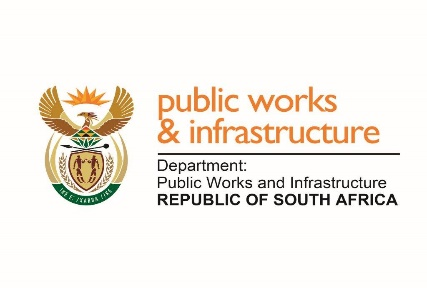 public works
& infrastructure
Department:
Public Works and Infrastructure
REPUBLIC OF SOUTH AFRICA